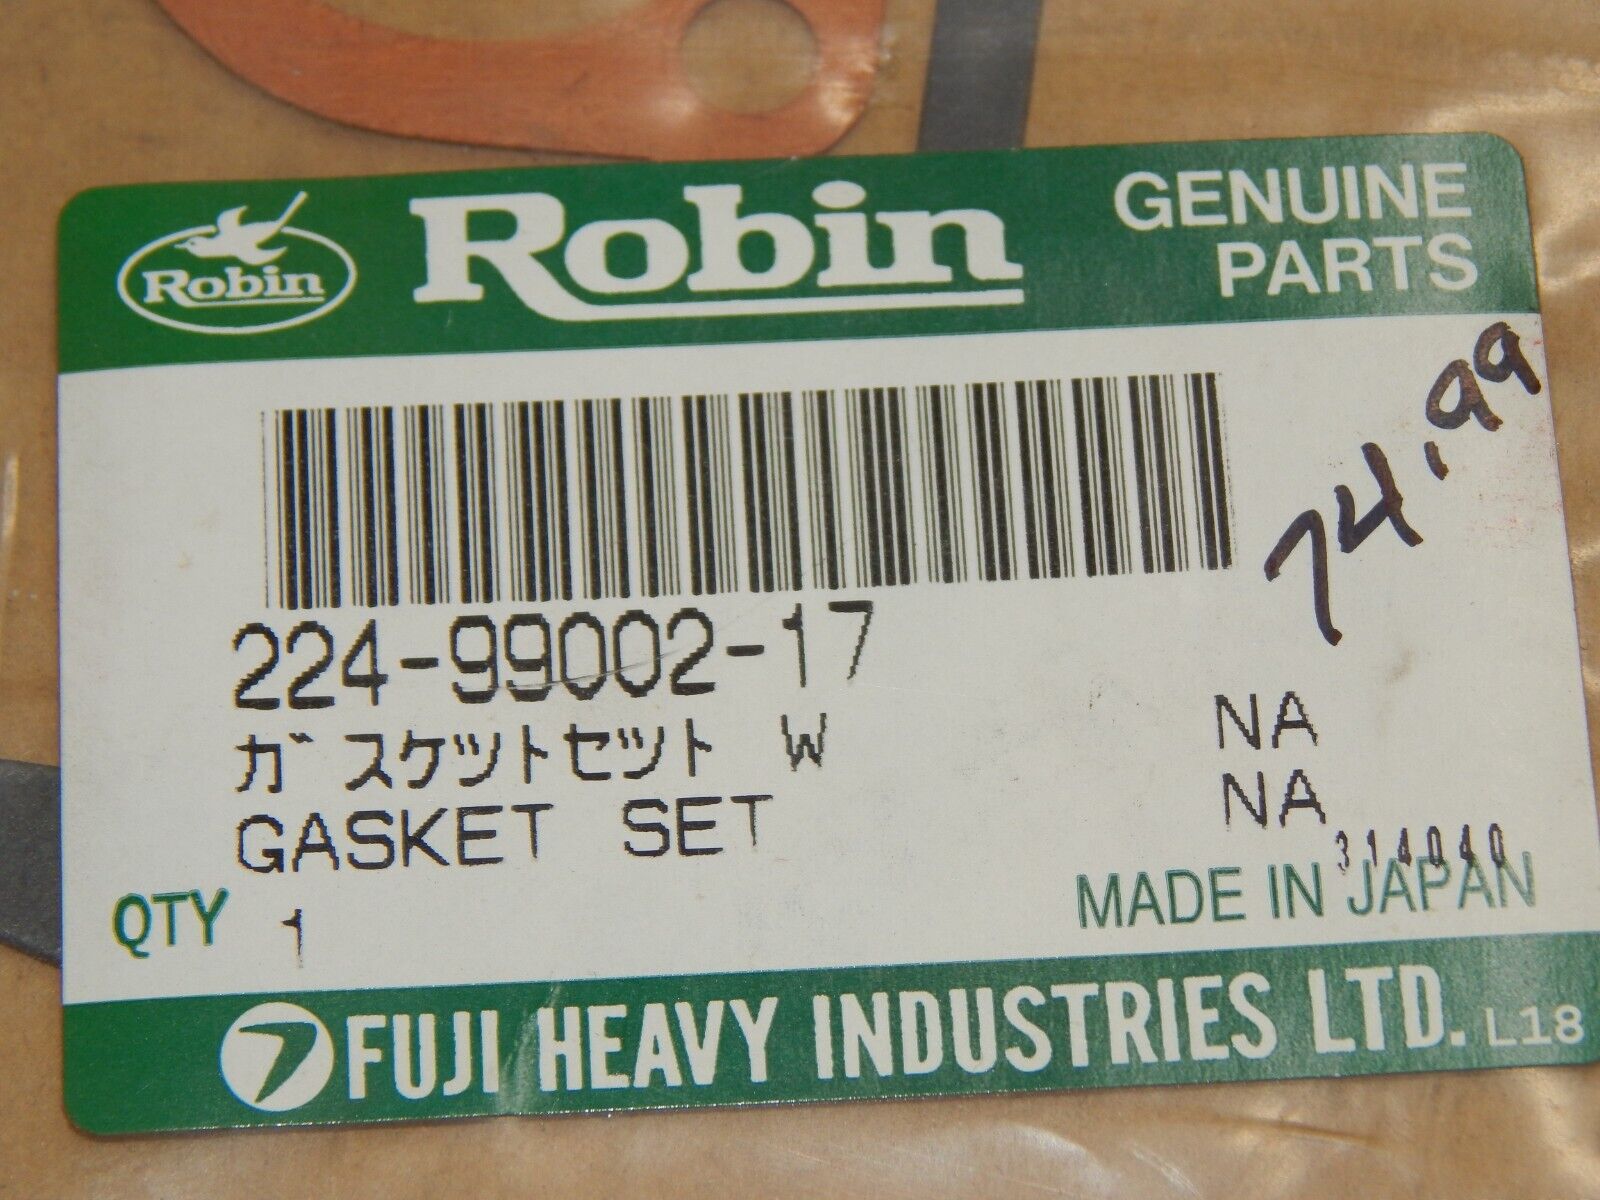 Robin
Robin
GENUINE
PARTS
74.99
224-99002-17
ガスケットセット W
NA
GASKET SET
NA
314040
QTY 1
MADE IN JAPAN
FUJI HEAVY INDUSTRIES LTD. L18